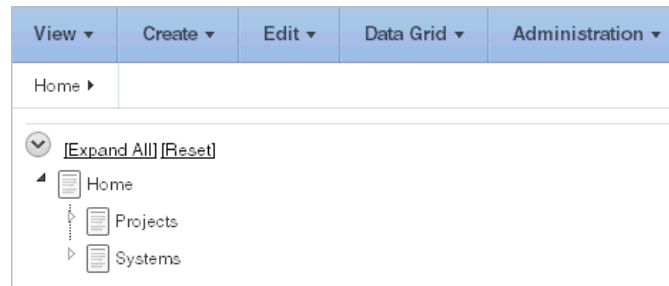 View Create Edit Data Grid Administration
Home
[Expand All] [Reset]
Home
Projects
Systems